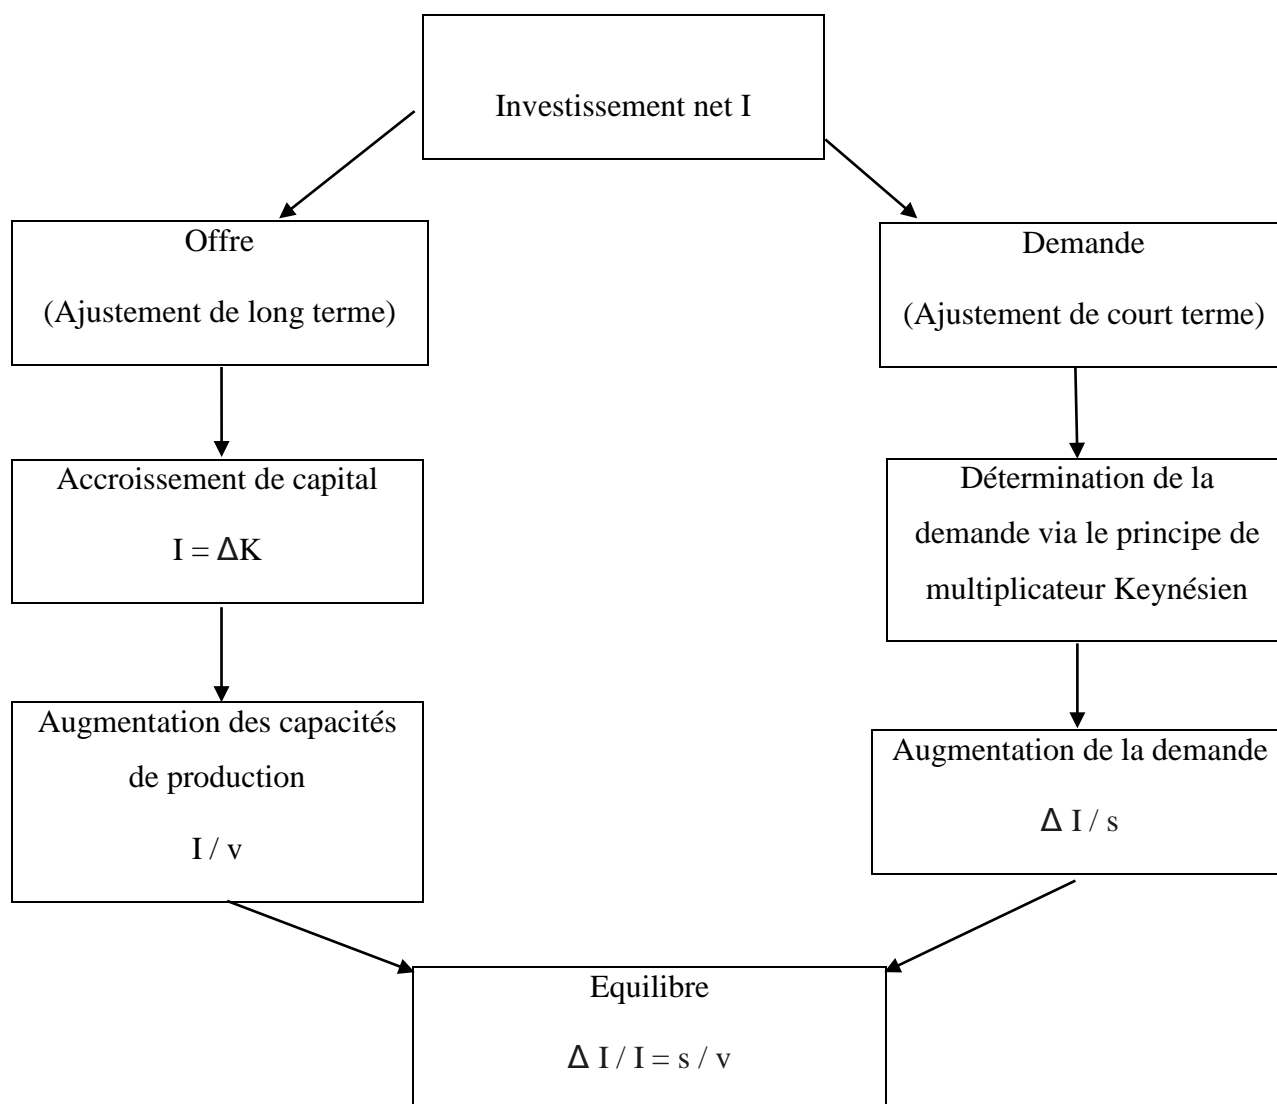 Investissement net I
Offre
(Ajustement de long terme)
Demande
(Ajustement de court terme)
Accroissement de capital
I = ΔK
Détermination de la
demande via le principe de
multiplicateur Keynésien
Augmentation des capacités
de production
I / v
Augmentation de la demande
Δ I / s
Equilibre
Δ I / I = s / v